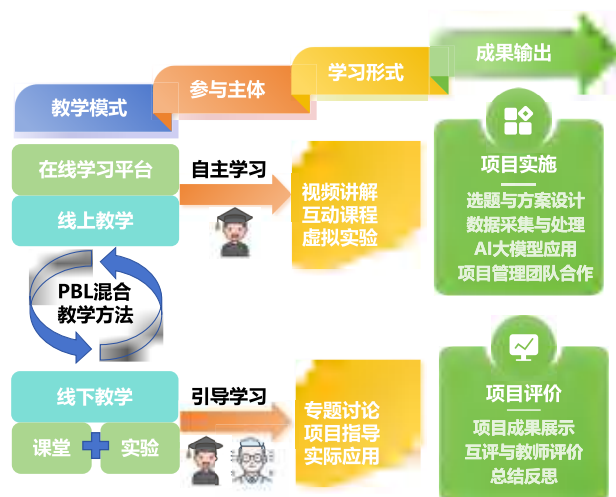 教学模式
参与主体
学习形式
成果输出
在线学习平台
线上教学
自主学习
视频讲解
互动课程
虚拟实验
项目实施
选题与方案设计
数据采集与处理
AI大模型应用
项目管理团队合作
PBL混合
教学方法
线下教学
课堂
实验
引导学习
专题讨论
项目指导
实际应用
项目评价
项目成果展示
互评与教师评价
总结反思